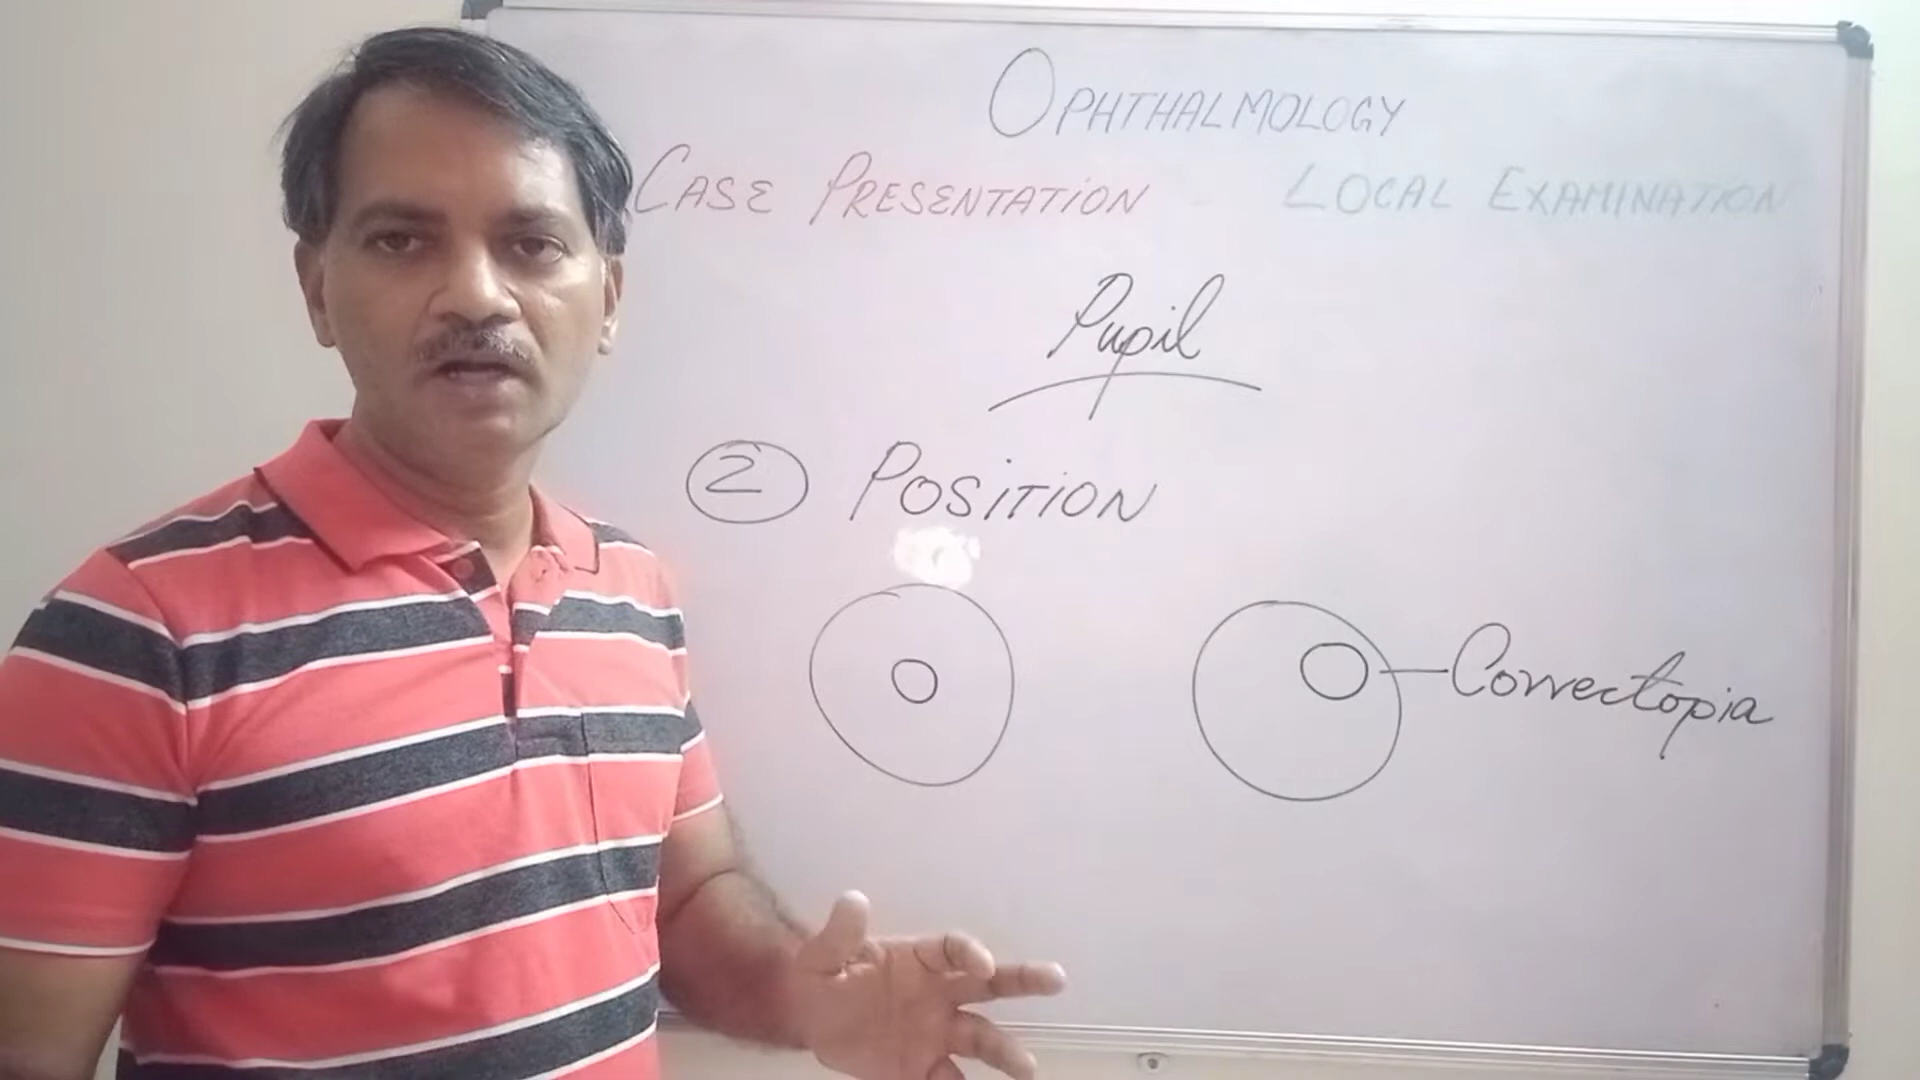 OPHTHALMOLOGY
CASE PRESENTATION - LOCAL EXAMINATION
Pupil
2 POSITION
Correctopia